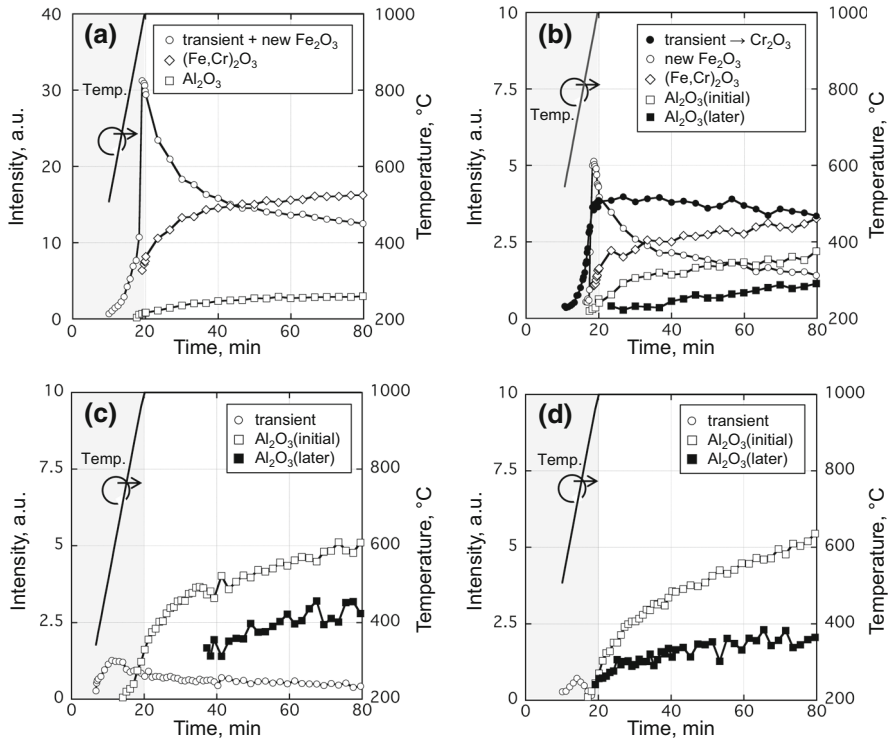 (a)
transient + new Fe₂O₃
(Fe,Cr)₂O₃
Al₂O₃
Temp.
Intensity, a.u.
40
30
20
10
0
Temperature, °C
1000
800
600
400
200
0 20 40 60 80
Time, min
(b)
transient → Cr₂O₃
new Fe₂O₃
(Fe,Cr)₂O₃
Al₂O₃(initial)
Al₂O₃(later)
Temp.
Intensity, a.u.
10
7.5
5
2.5
0
Temperature, °C
1000
800
600
400
200
0 20 40 60 80
Time, min
(c)
transient
Al₂O₃(initial)
Al₂O₃(later)
Temp.
Intensity, a.u.
10
7.5
5
2.5
0
Temperature, °C
1000
800
600
400
200
0 20 40 60 80
Time, min
(d)
transient
Al₂O₃(initial)
Al₂O₃(later)
Temp.
Intensity, a.u.
10
7.5
5
2.5
0
Temperature, °C
1000
800
600
400
200
0 20 40 60 80
Time, min